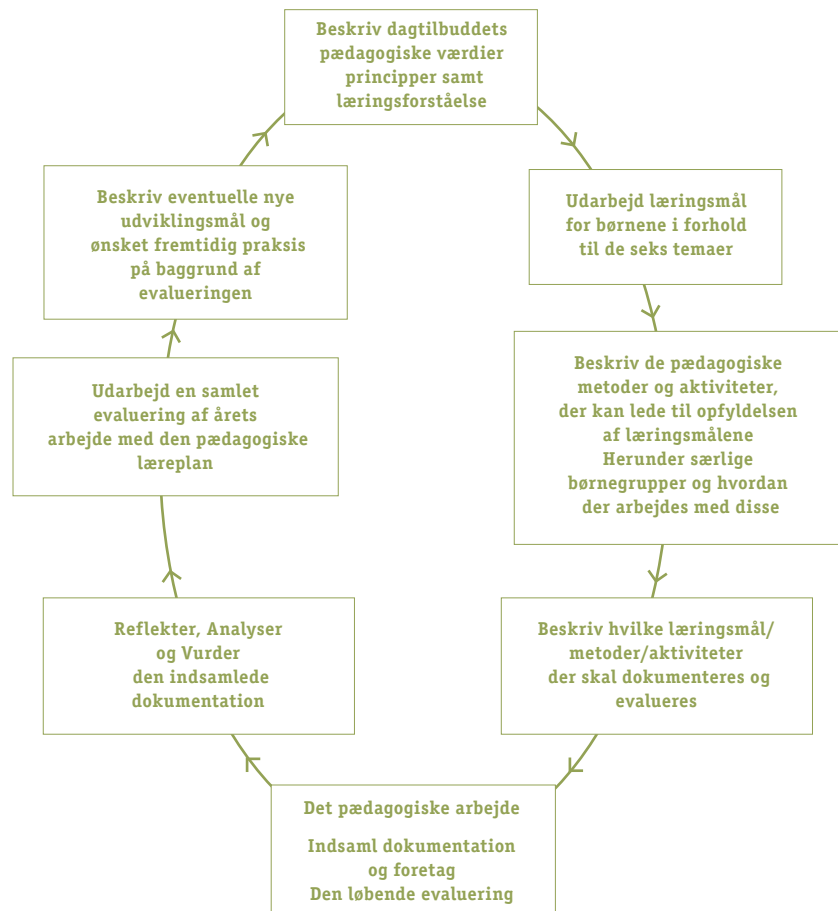 Beskriv dagtilbuddets
pædagogiske værdier
principper samt
læringsforståelse
Udarbejd læringsmål
for børnene i forhold
til de seks temaer
Beskriv de pædagogiske
metoder og aktiviteter,
der kan lede til opfyldelsen
af læringsmålene
Herunder særlige
børnegrupper og hvordan
der arbejdes med disse
Beskriv hvilke læringsmål/
metoder/aktiviteter
der skal dokumenteres og
evalueres
Det pædagogiske arbejde
Indsaml dokumentation
og foretag
Den løbende evaluering
Reflekter, Analyser
og Vurder
den indsamlede
dokumentation
Udarbejd en samlet
evaluering af årets
arbejde med den pædagogiske
læreplan
Beskriv eventuelle nye
udviklingsmål og
ønsket fremtidig praksis
på baggrund af
evalueringen